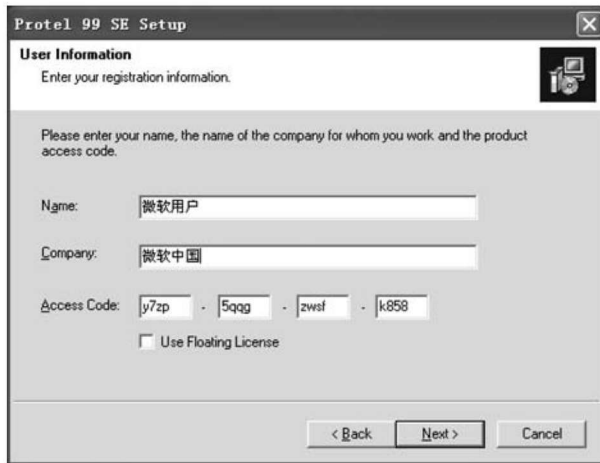 Protel 99 SE Setup
User Information
Enter your registration information.
Please enter your name, the name of the company for whom you work and the product
access code.
Name: 微软用户
Company: 微软中国
Access Code: y7zp - 5qqg - zwsf - k858
Use Floating License
< Back Next > Cancel